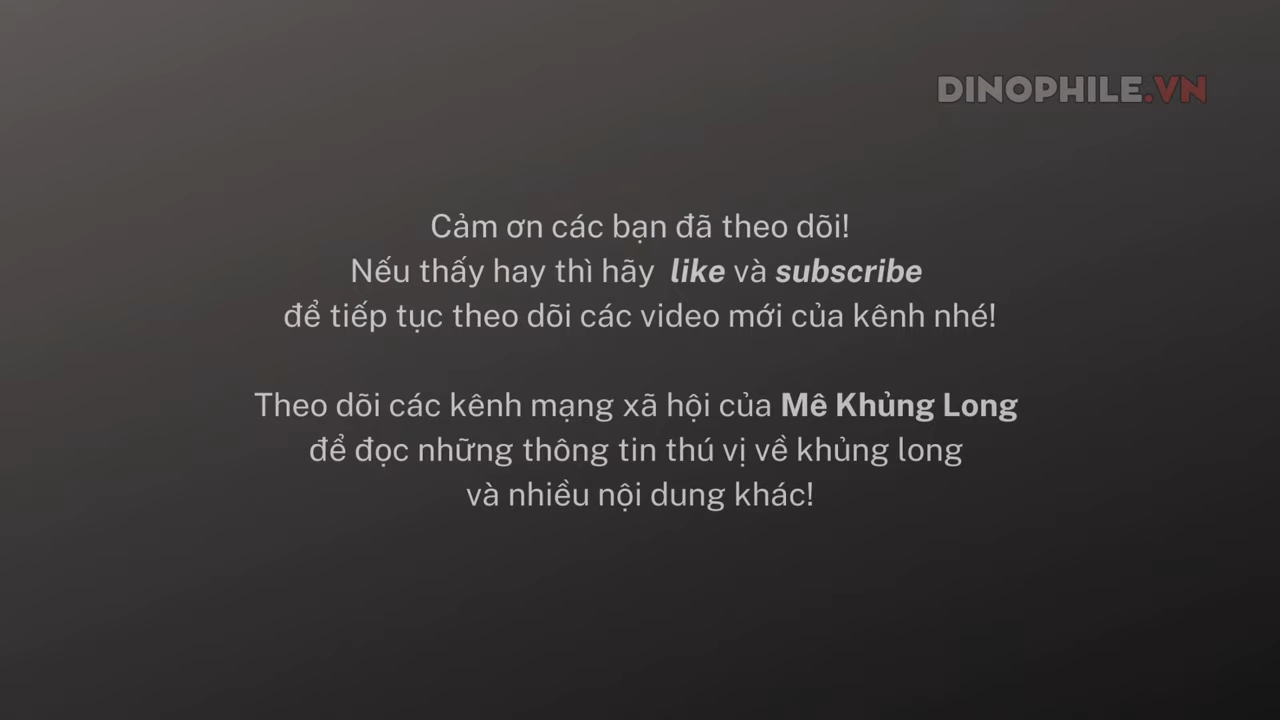 DINOPHILE.VN
Cảm ơn các bạn đã theo dõi!
Nếu thấy hay thì hãy like và subscribe
để tiếp tục theo dõi các video mới của kênh nhé!
Theo dõi các kênh mạng xã hội của Mê Khủng Long
để đọc những thông tin thú vị về khủng long
và nhiều nội dung khác!